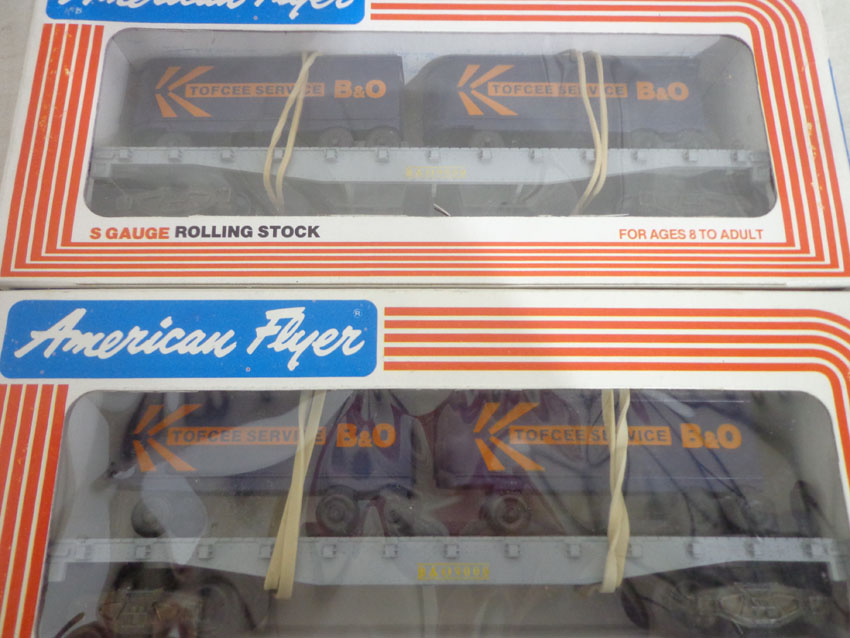 American Flyer
TOFCEE SERVICE B&O TOFCEE SERVICE B&O
S GAUGE ROLLING STOCK FOR AGES 8 TO ADULT
American Flyer ®
TOFCEE SERVICE B&O TOFCEE SERVICE B&O